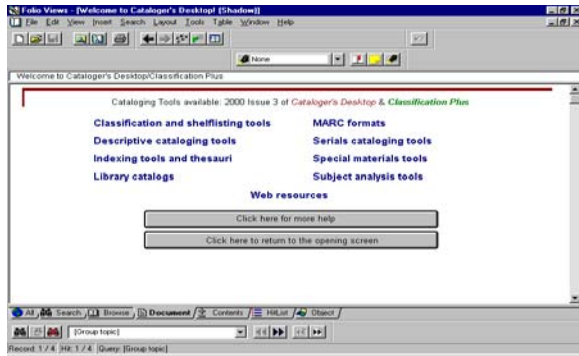 Folio Views - [Welcome to Cataloger's Desktop! (Shadow)]
File Edit View Insert Search Layout Tools Table Window Help
None
Welcome to Cataloger's Desktop/Classification Plus
Cataloging Tools available: 2000 Issue 3 of Cataloger's Desktop & Classification Plus
Classification and shelflisting tools MARC formats
Descriptive cataloging tools Serials cataloging tools
Indexing tools and thesauri Special materials tools
Library catalogs Subject analysis tools
Web resources
Click here for more help
Click here to return to the opening screen
All Search Browse Document Contents HitList Object
[Group topic]
Record: 1 / 4 Hit: 1 / 4 Query: [Group topic]